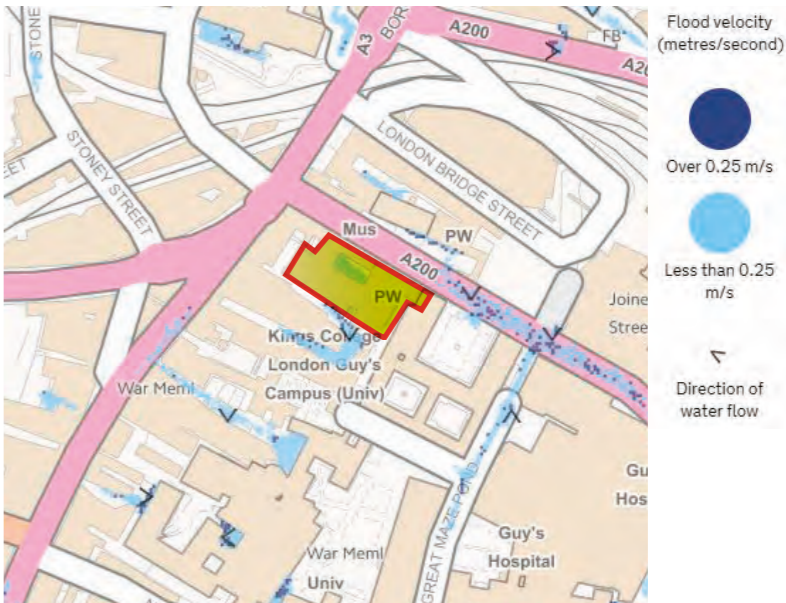 STONE
A3
BOR
A200
FB
A20
STONEY STREET
EET
LONDON BRIDGE STREET
Mus
PW
A200
PW
Joine
Stree
Kings College
London Guy's
Campus (Univ)
War Meml
GREAT MAZE POND
Gu
Hos
Guy's
Hospital
War Meml
Univ
Flood velocity
(metres/second)
Over 0.25 m/s
Less than 0.25
m/s
Direction of
water flow